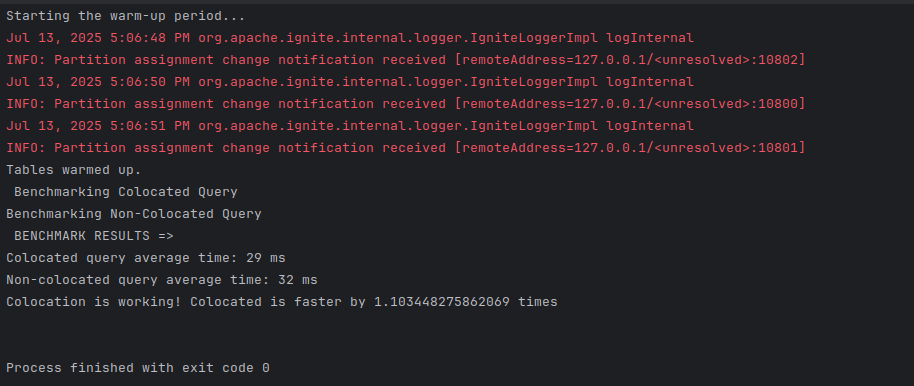 Starting the warm-up period...
Jul 13, 2025 5:06:48 PM org.apache.ignite.internal.logger.IgniteLoggerImpl logInternal
INFO: Partition assignment change notification received [remoteAddress=127.0.0.1/<unresolved>:10802]
Jul 13, 2025 5:06:50 PM org.apache.ignite.internal.logger.IgniteLoggerImpl logInternal
INFO: Partition assignment change notification received [remoteAddress=127.0.0.1/<unresolved>:10800]
Jul 13, 2025 5:06:51 PM org.apache.ignite.internal.logger.IgniteLoggerImpl logInternal
INFO: Partition assignment change notification received [remoteAddress=127.0.0.1/<unresolved>:10801]
Tables warmed up.
 Benchmarking Colocated Query
Benchmarking Non-Colocated Query
 BENCHMARK RESULTS =>
Colocated query average time: 29 ms
Non-colocated query average time: 32 ms
Colocation is working! Colocated is faster by 1.103448275862069 times
Process finished with exit code 0